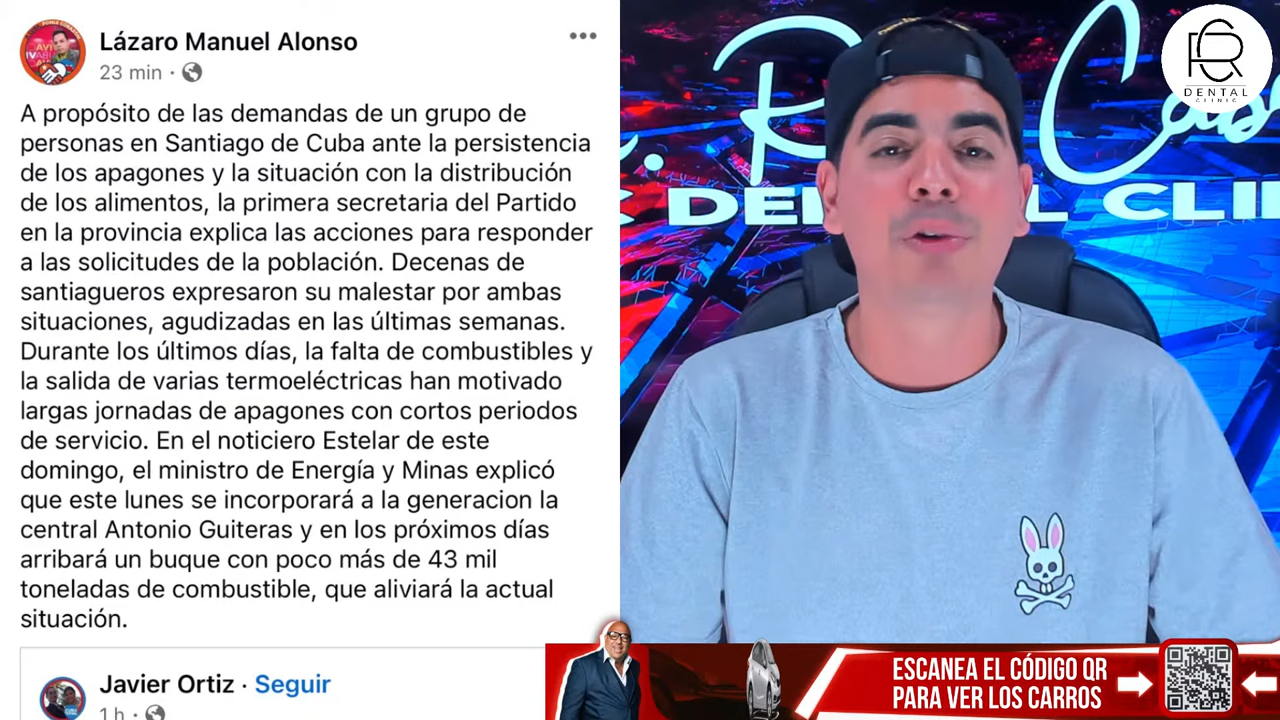 Lázaro Manuel Alonso
23 min ·
A propósito de las demandas de un grupo de
personas en Santiago de Cuba ante la persistencia
de los apagones y la situación con la distribución
de los alimentos, la primera secretaria del Partido
en la provincia explica las acciones para responder
a las solicitudes de la población. Decenas de
santiagueros expresaron su malestar por ambas
situaciones, agudizadas en las últimas semanas.
Durante los últimos días, la falta de combustibles y
la salida de varias termoeléctricas han motivado
largas jornadas de apagones con cortos periodos
de servicio. En el noticiero Estelar de este
domingo, el ministro de Energía y Minas explicó
que este lunes se incorporará a la generacion la
central Antonio Guiteras y en los próximos días
arribará un buque con poco más de 43 mil
toneladas de combustible, que aliviará la actual
situación.
Javier Ortiz · Seguir
1 h ·
DENTAL
CLINIC
ESCANEA EL CÓDIGO QR
PARA VER LOS CARROS